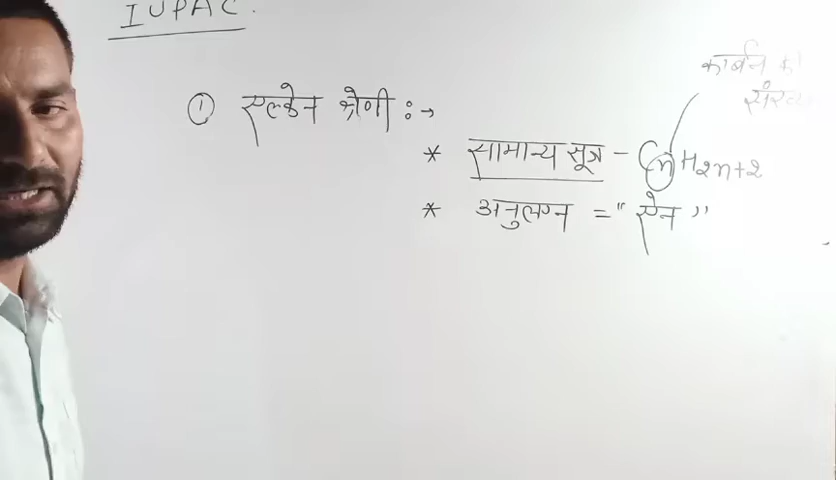 IUPAC.
① एल्केन श्रेणी :→
कार्बन की
संख्या
* सामान्य सूत्र - CnH2n+2
* अनुलग्न = "ऐन"